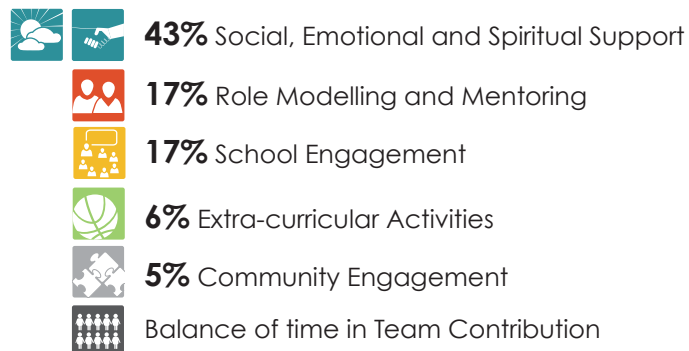 43% Social, Emotional and Spiritual Support
17% Role Modelling and Mentoring
17% School Engagement
6% Extra-curricular Activities
5% Community Engagement
Balance of time in Team Contribution